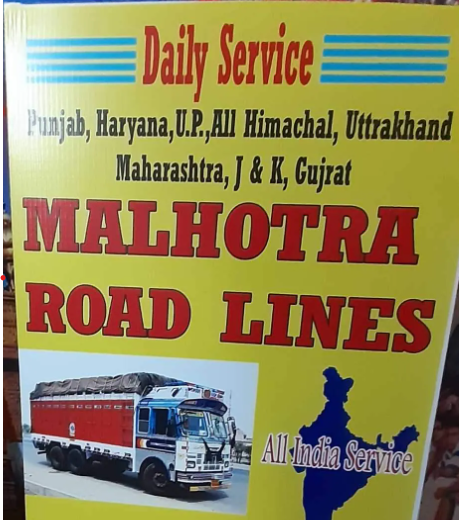 Daily Service
Punjab, Haryana,U.P.,All Himachal, Uttrakhand
Maharashtra, J & K, Gujrat
MALHOTRA
ROAD LINES
All India Service